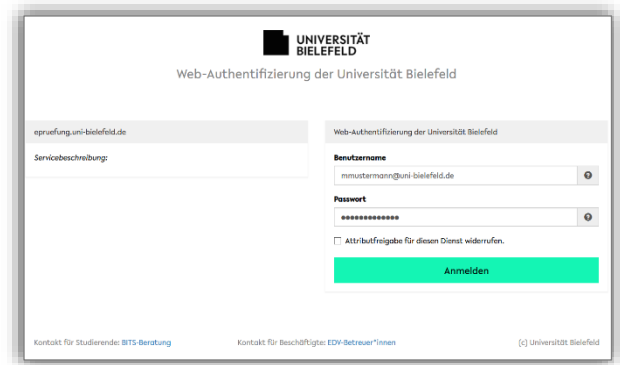 UNIVERSITÄT
BIELEFELD
Web-Authentifizierung der Universität Bielefeld
epruefung.uni-bielefeld.de
Servicebeschreibung:
Web-Authentifizierung der Universität Bielefeld
Benutzername
mmustermann@uni-bielefeld.de
Passwort
Attributfreigabe für diesen Dienst widerrufen.
Anmelden
Kontakt für Studierende: BITS-Beratung
Kontakt für Beschäftigte: EDV-Betreuer*innen
(c) Universität Bielefeld